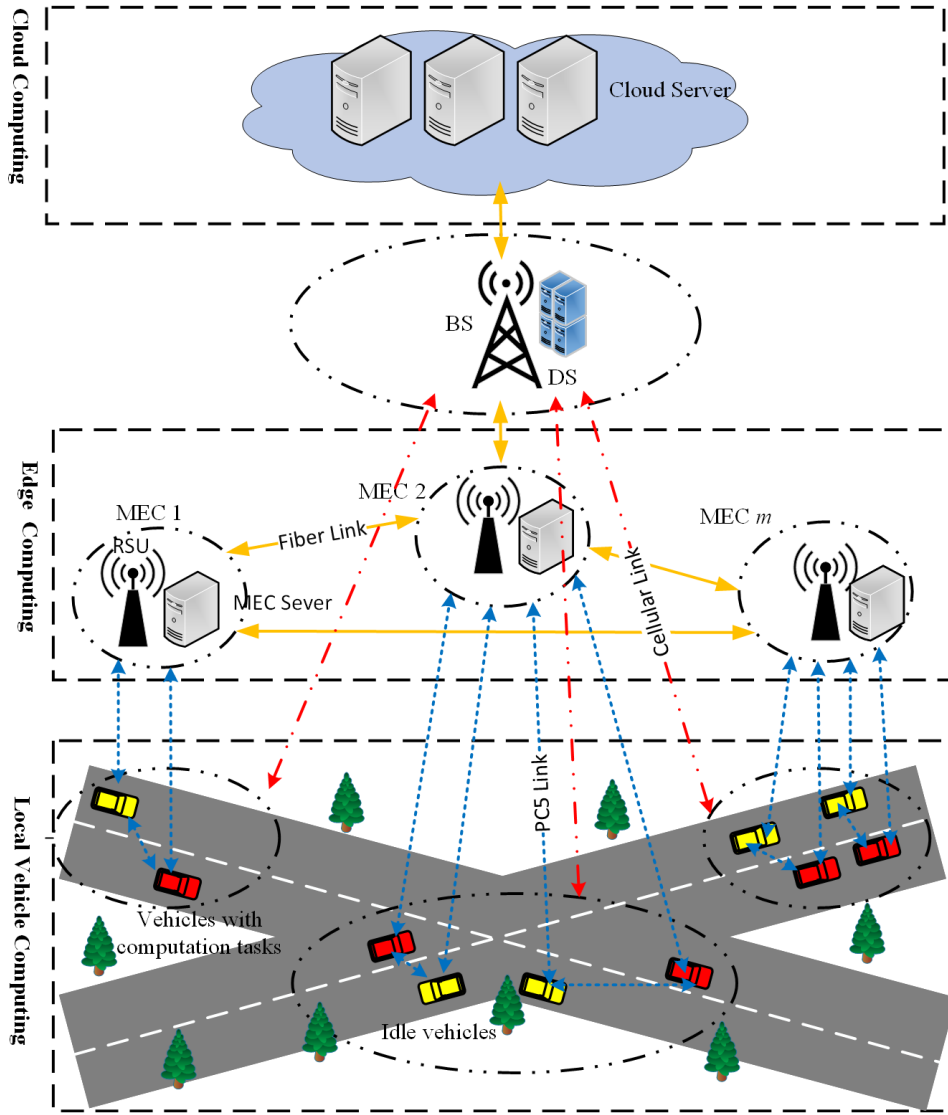 Cloud Computing
Cloud Server
BS
DS
Edge Computing
MEC 1
MEC 2
MEC m
RSU
Fiber Link
MEC Sever
Cellular Link
Local Vehicle Computing
PC5 Link
Vehicles with
computation tasks
Idle vehicles